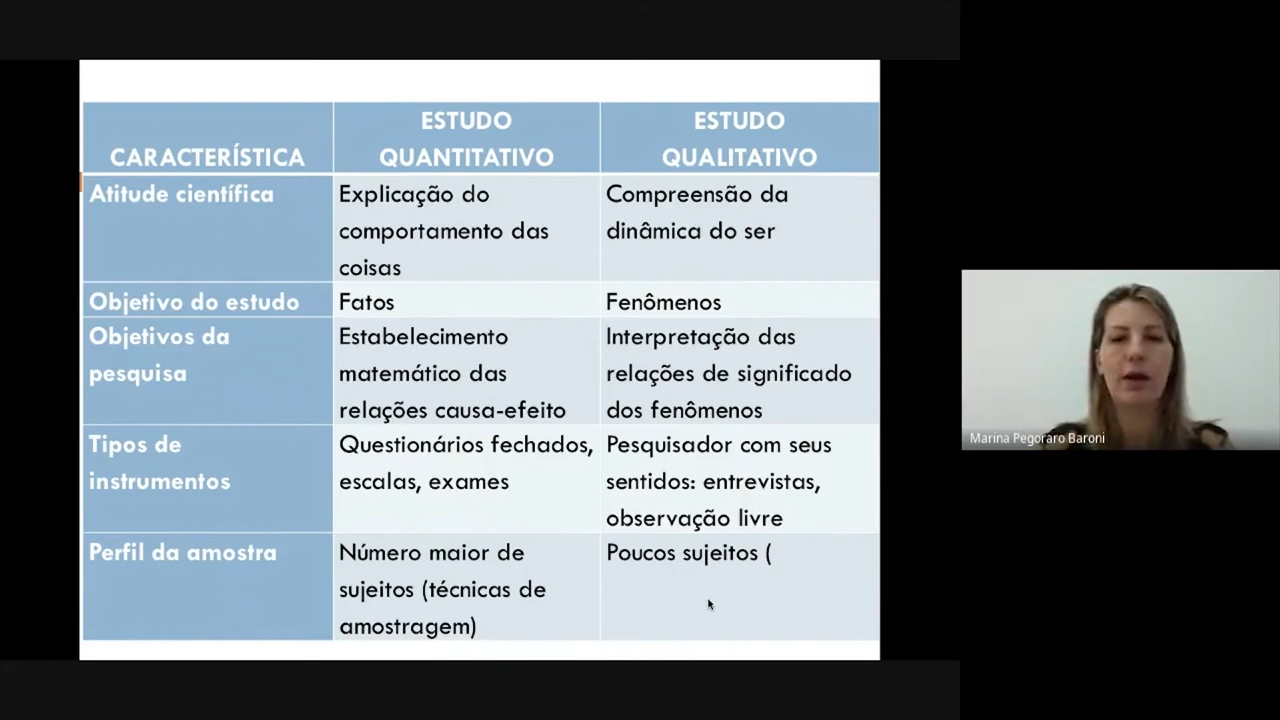 CARACTERÍSTICA
ESTUDO
QUANTITATIVO
ESTUDO
QUALITATIVO
Atitude científica
Explicação do
comportamento das
coisas
Compreensão da
dinâmica do ser
Objetivo do estudo
Fatos
Fenômenos
Objetivos da
pesquisa
Estabelecimento
matemático das
relações causa-efeito
Interpretação das
relações de significado
dos fenômenos
Tipos de
instrumentos
Questionários fechados,
escalas, exames
Pesquisador com seus
sentidos: entrevistas,
observação livre
Perfil da amostra
Número maior de
sujeitos (técnicas de
amostragem)
Poucos sujeitos (
Marina Pegoraro Baroni